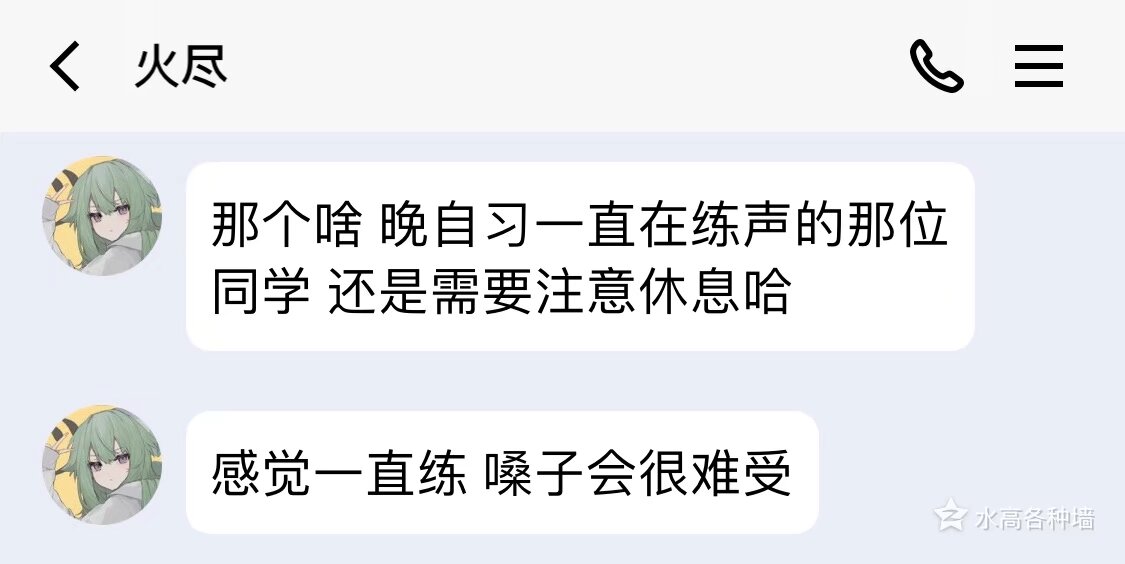 火尽
那个啥 晚自习一直在练声的那位
同学 还是需要注意休息哈
感觉一直练 嗓子会很难受
水高各种墙